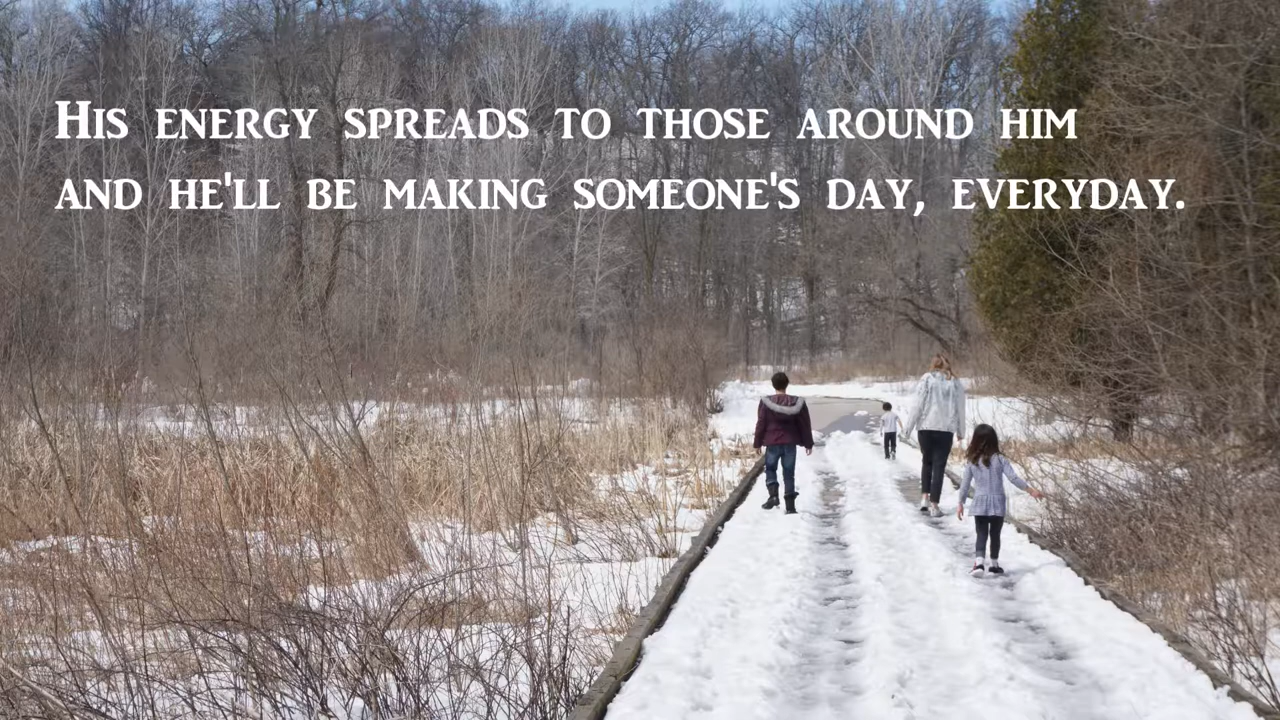 His energy spreads to those around him
and he'll be making someone's day, everyday.